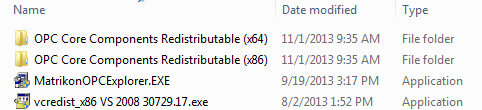 Name Date modified Type
OPC Core Components Redistributable (x64) 11/1/2013 9:35 AM File folder
OPC Core Components Redistributable (x86) 11/1/2013 9:35 AM File folder
MatrikonOPCExplorer.EXE 9/19/2013 3:17 PM Application
vcredist_x86 VS 2008 30729.17.exe 8/2/2013 1:52 PM Application